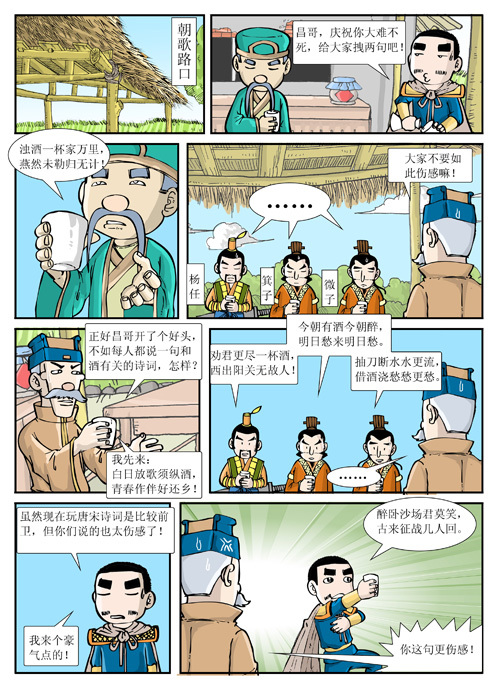 朝歌路口
昌哥，庆祝你大难不
死，给大家拽两句吧！
浊酒一杯家万里，
燕然未勒归无计！
大家不要如
此伤感嘛！
······
杨任
箕子
微子
正好昌哥开了个好头，
不如每人都说一句和
酒有关的诗词，怎样？
我先来：
白日放歌须纵酒，
青春作伴好还乡！
劝君更尽一杯酒，
西出阳关无故人！
今朝有酒今朝醉，
明日愁来明日愁。
抽刀断水水更流，
借酒浇愁愁更愁。
······
虽然现在玩唐宋诗词是比较前
卫，但你们说的也太伤感了！
我来个豪
气点的！
醉卧沙场君莫笑，
古来征战几人回。
你这句更伤感！